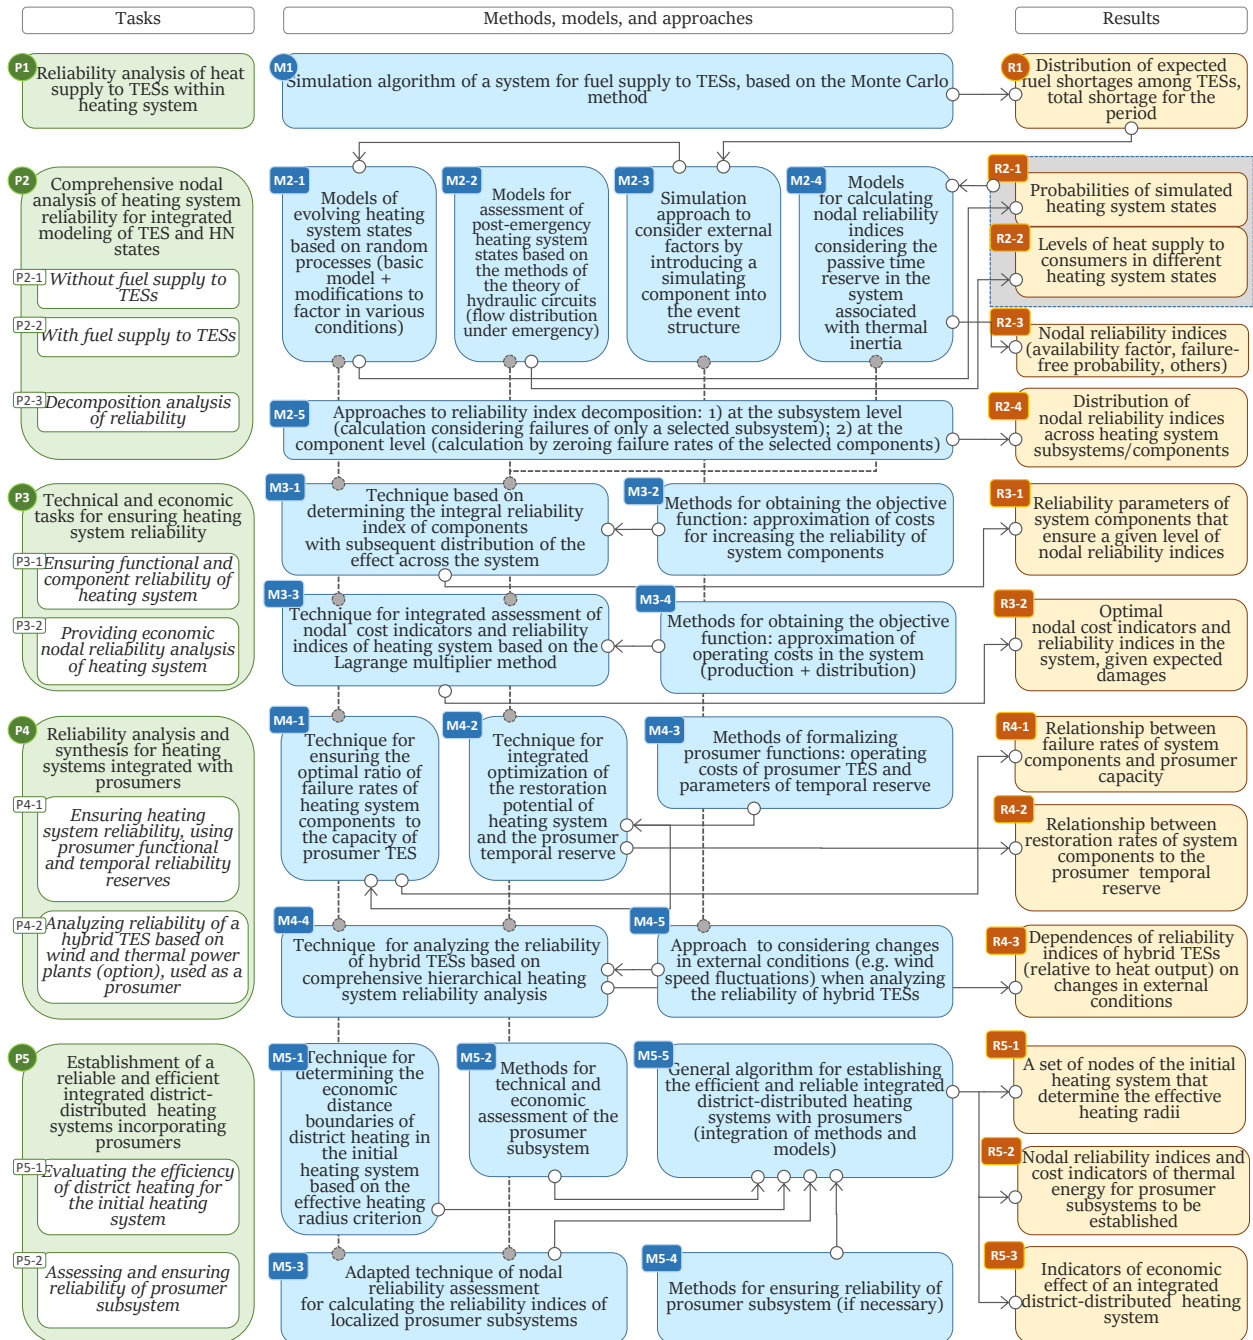 Tasks
Methods, models, and approaches
Results
P1
Reliability analysis of heat
supply to TESs within
heating system
M1
Simulation algorithm of a system for fuel supply to TESs, based on the Monte Carlo
method
R1
Distribution of expected
fuel shortages among TESs,
total shortage for the
period
P2
Comprehensive nodal
analysis of heating system
reliability for integrated
modeling of TES and HN
states
P2-1
Without fuel supply to
TESs
P2-2
With fuel supply to TESs
P2-3
Decomposition analysis
of reliability
M2-1
Models of
evolving heating
system states
based on random
processes (basic
model +
modifications to
factor in various
conditions)
M2-2
Models for
assessment of
post-emergency
heating system
states based on
the methods of
the theory of
hydraulic circuits
(flow distribution
under emergency)
M2-3
Simulation
approach to
consider external
factors by
introducing a
simulating
component into
the event
structure
M2-4
Models
for calculating
nodal reliability
indices
considering the
passive time
reserve in the
system
associated
with thermal
inertia
R2-1
Probabilities of simulated
heating system states
R2-2
Levels of heat supply to
consumers in different
heating system states
R2-3
Nodal reliability indices
(availability factor, failure-
free probability, others)
M2-5
Approaches to reliability index decomposition: 1) at the subsystem level
(calculation considering failures of only a selected subsystem); 2) at the
component level (calculation by zeroing failure rates of the selected components)
R2-4
Distribution of
nodal reliability indices
across heating system
subsystems/components
P3
Technical and economic
tasks for ensuring heating
system reliability
P3-1
Ensuring functional and
component reliability of
heating system
P3-2
Providing economic
nodal reliability analysis
of heating system
M3-1
Technique based on
determining the integral reliability
index of components
with subsequent distribution of the
effect across the system
M3-2
Methods for obtaining the objective
function: approximation of costs
for increasing the reliability of
system components
R3-1
Reliability parameters of
system components that
ensure a given level of
nodal reliability indices
M3-3
Technique for integrated assessment of
nodal cost indicators and reliability
indices of heating system based on the
Lagrange multiplier method
M3-4
Methods for obtaining the objective
function: approximation of
operating costs in the system
(production + distribution)
R3-2
Optimal
nodal cost indicators and
reliability indices in the
system, given expected
damages
P4
Reliability analysis and
synthesis for heating
systems integrated with
prosumers
P4-1
Ensuring heating
system reliability, using
prosumer functional
and temporal reliability
reserves
P4-2
Analyzing reliability of a
hybrid TES based on
wind and thermal power
plants (option), used as a
prosumer
M4-1
Technique for
ensuring the
optimal ratio of
failure rates of
heating system
components to
the capacity of
prosumer TES
M4-2
Technique for
integrated
optimization of
the restoration
potential of
heating system
and the prosumer
temporal reserve
M4-3
Methods of formalizing
prosumer functions: operating
costs of prosumer TES and
parameters of temporal reserve
R4-1
Relationship between
failure rates of system
components and prosumer
capacity
R4-2
Relationship between
restoration rates of system
components to the
prosumer temporal
reserve
M4-4
Technique for analyzing the reliability
of hybrid TESs based on
comprehensive hierarchical heating
system reliability analysis
M4-5
Approach to considering changes
in external conditions (e.g. wind
speed fluctuations) when analyzing
the reliability of hybrid TESs
R4-3
Dependences of reliability
indices of hybrid TESs
(relative to heat output) on
changes in external
conditions
P5
Establishment of a
reliable and efficient
integrated district-
distributed heating
systems incorporating
prosumers
P5-1
Evaluating the efficiency
of district heating for
the initial heating
system
P5-2
Assessing and ensuring
reliability of prosumer
subsystem
M5-1
Technique for
determining the
economic
distance
boundaries of
district heating in
the initial
heating system
based on the
effective heating
radius criterion
M5-2
Methods for
technical and
economic
assessment of the
prosumer
subsystem
M5-5
General algorithm for establishing
the efficient and reliable integrated
district-distributed heating
systems with prosumers
(integration of methods and
models)
R5-1
A set of nodes of the initial
heating system that
determine the effective
heating radii
R5-2
Nodal reliability indices and
cost indicators of thermal
energy for prosumer
subsystems to be
established
M5-3
Adapted technique of nodal
reliability assessment
for calculating the reliability indices of
localized prosumer subsystems
M5-4
Methods for ensuring reliability of
prosumer subsystem (if necessary)
R5-3
Indicators of economic
effect of an integrated
district-distributed heating
system